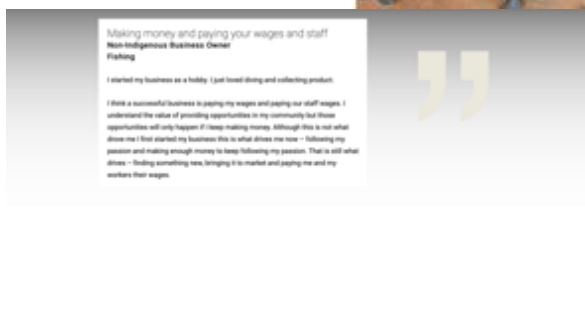 Making money and paying your wages and staff
Non-Indigenous Business Owner
Fishing
I started my business as a hobby. I just loved diving and collecting product.
I think a successful business is paying my wages and paying our staff wages. I
understand the value of providing opportunities in my community but those
opportunities will only happen if I keep making money. Although this is not what
drove me I first started my business this is what drives me now – following my
passion and making enough money to keep following my passion. That is still what
drives – finding something new, bringing it to market and paying me and my
workers their wages.
”